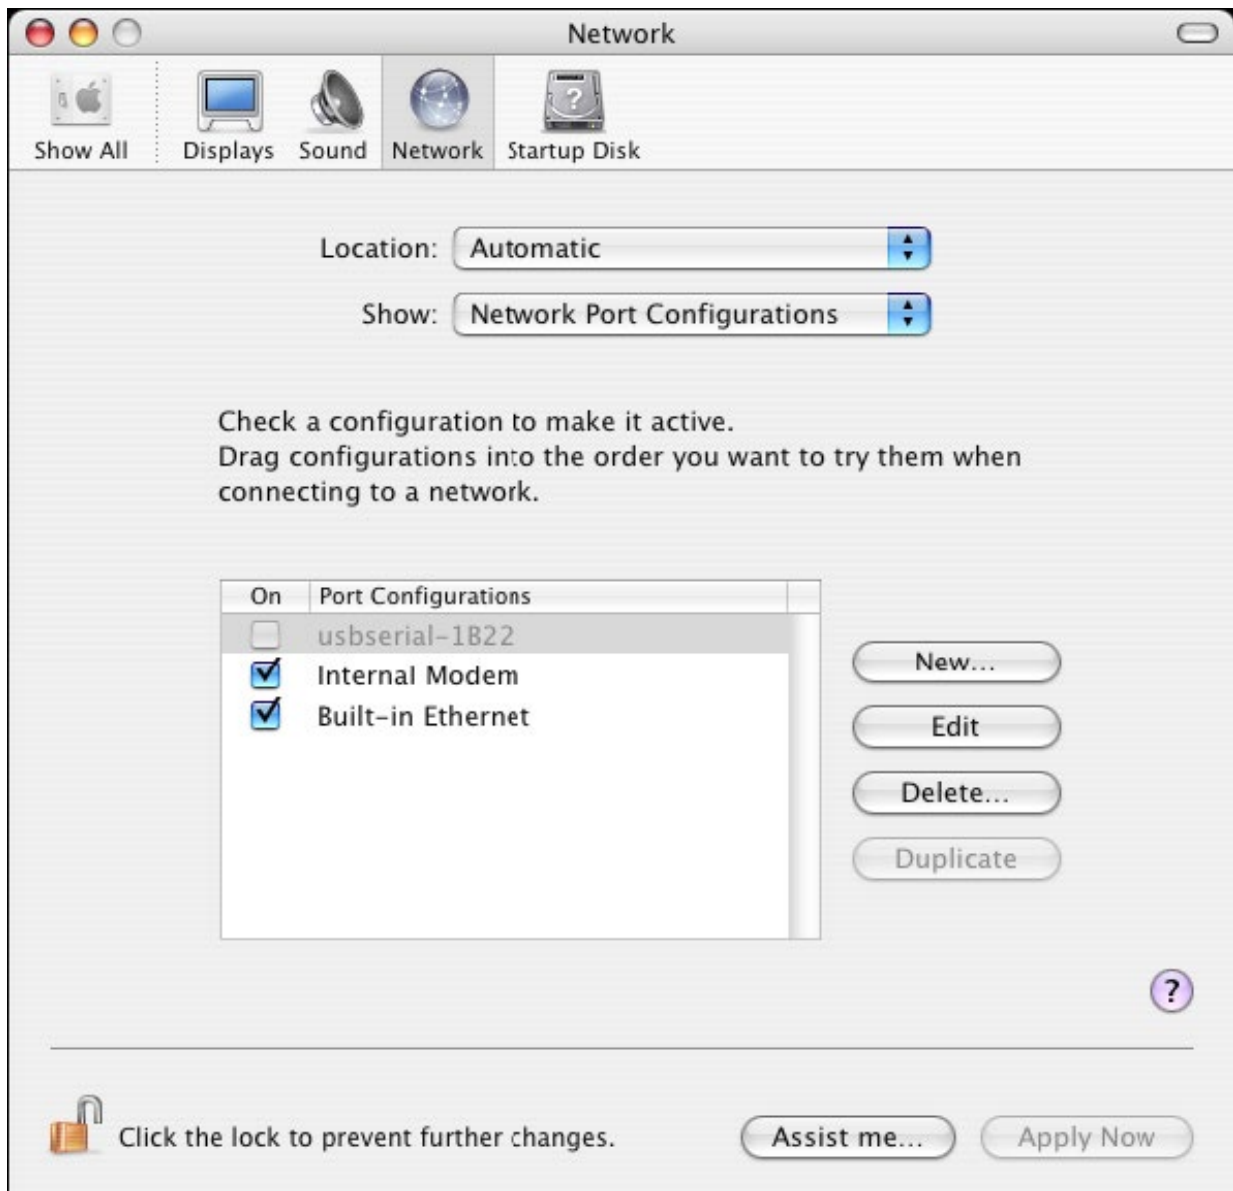 Network
Show All
Displays
Sound
Network
Startup Disk
Location: Automatic
Show: Network Port Configurations
Check a configuration to make it active.
Drag configurations into the order you want to try them when
connecting to a network.
On Port Configurations
usbserial-1B22
Internal Modem
Built-in Ethernet
New...
Edit
Delete...
Duplicate
?
Click the lock to prevent further changes.
Assist me...
Apply Now